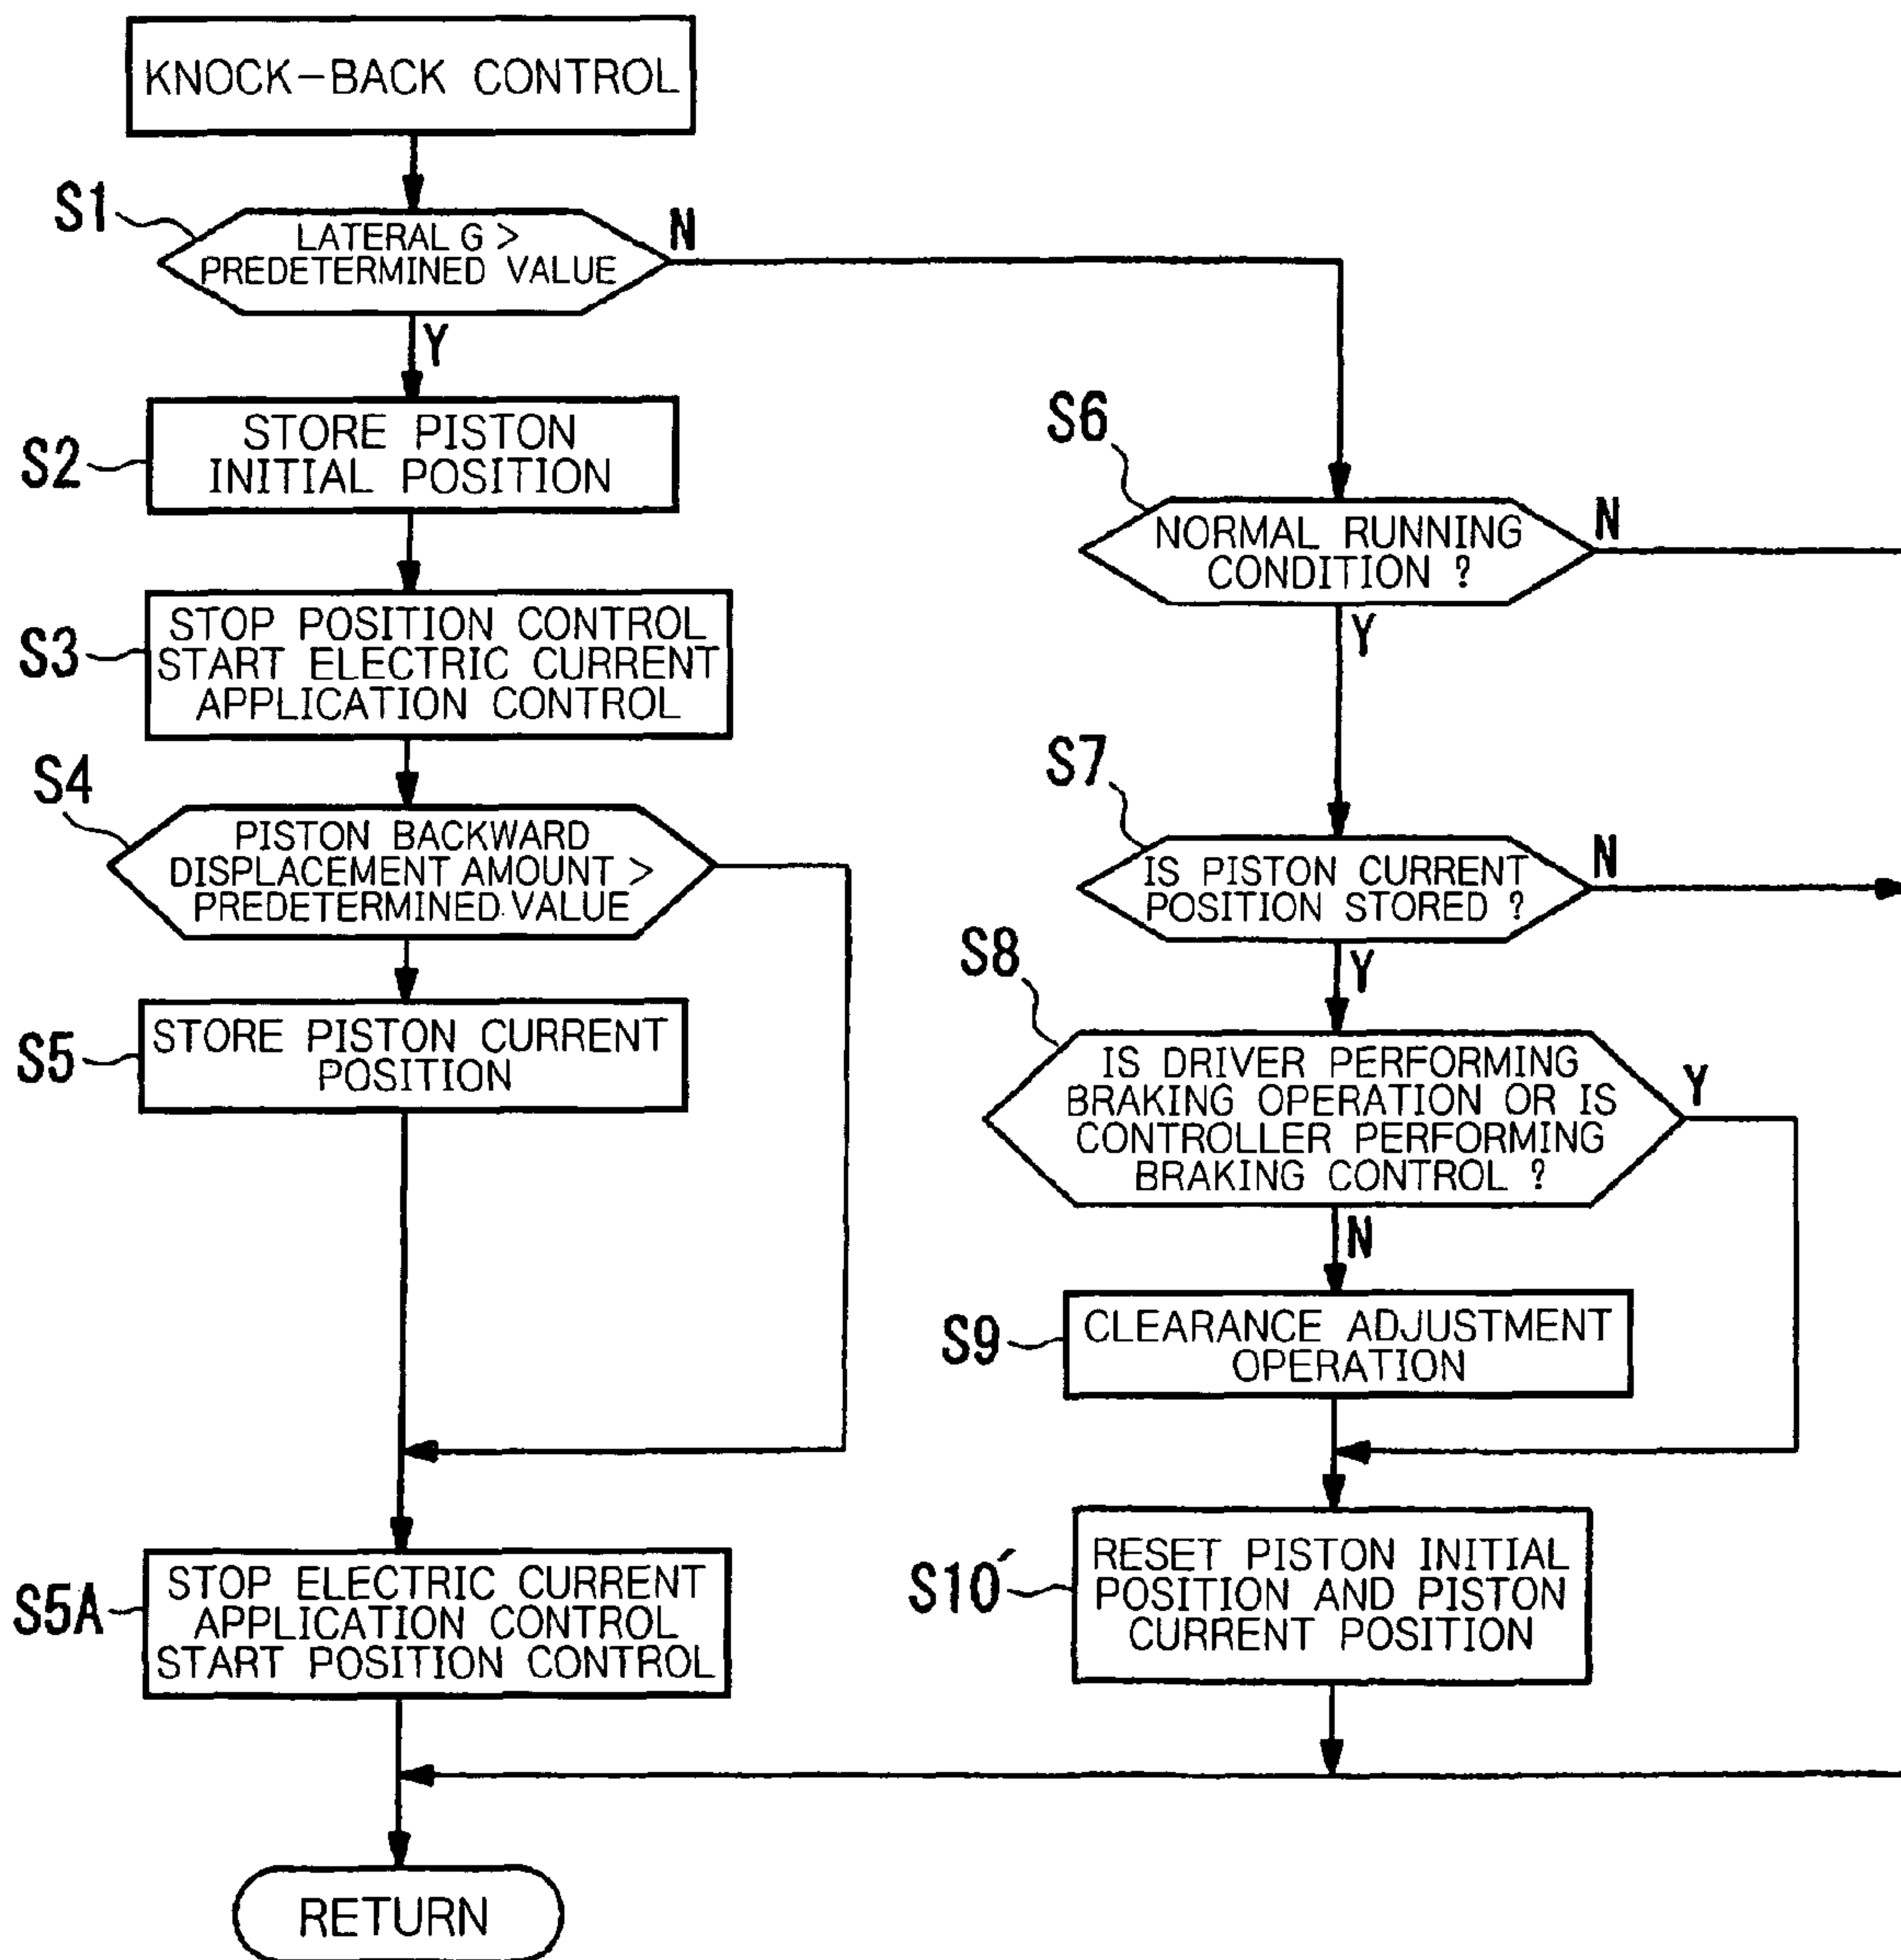 KNOCK-BACK CONTROL
S1
LATERAL G >
PREDETERMINED VALUE
N
Y
S2
STORE PISTON
INITIAL POSITION
S3
STOP POSITION CONTROL
START ELECTRIC CURRENT
APPLICATION CONTROL
S4
PISTON BACKWARD
DISPLACEMENT AMOUNT >
PREDETERMINED VALUE
S5
STORE PISTON CURRENT
POSITION
S5A
STOP ELECTRIC CURRENT
APPLICATION CONTROL
START POSITION CONTROL
RETURN
S6
NORMAL RUNNING
CONDITION ?
N
Y
S7
IS PISTON CURRENT
POSITION STORED ?
N
Y
S8
IS DRIVER PERFORMING
BRAKING OPERATION OR IS
CONTROLLER PERFORMING
BRAKING CONTROL ?
Y
N
S9
CLEARANCE ADJUSTMENT
OPERATION
S10´
RESET PISTON INITIAL
POSITION AND PISTON
CURRENT POSITION